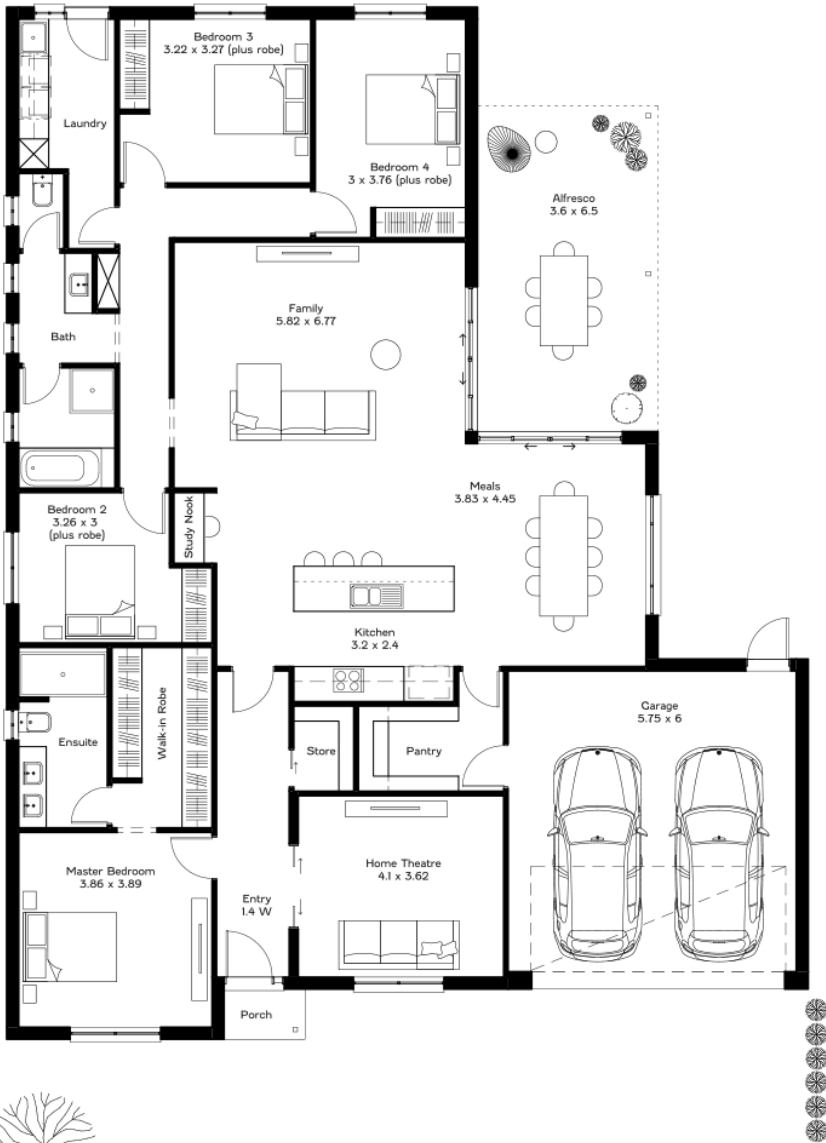 Bedroom 3
3.22 x 3.27 (plus robe)
Laundry
Bedroom 4
3 x 3.76 (plus robe)
Alfresco
3.6 x 6.5
Family
5.82 x 6.77
Bath
Meals
3.83 x 4.45
Bedroom 2
3.26 x 3
(plus robe)
Study Nook
Kitchen
3.2 x 2.4
Walk-in Robe
Ensuite
Store
Pantry
Garage
5.75 x 6
Master Bedroom
3.86 x 3.89
Home Theatre
4.1 x 3.62
Entry
1.4 W
Porch